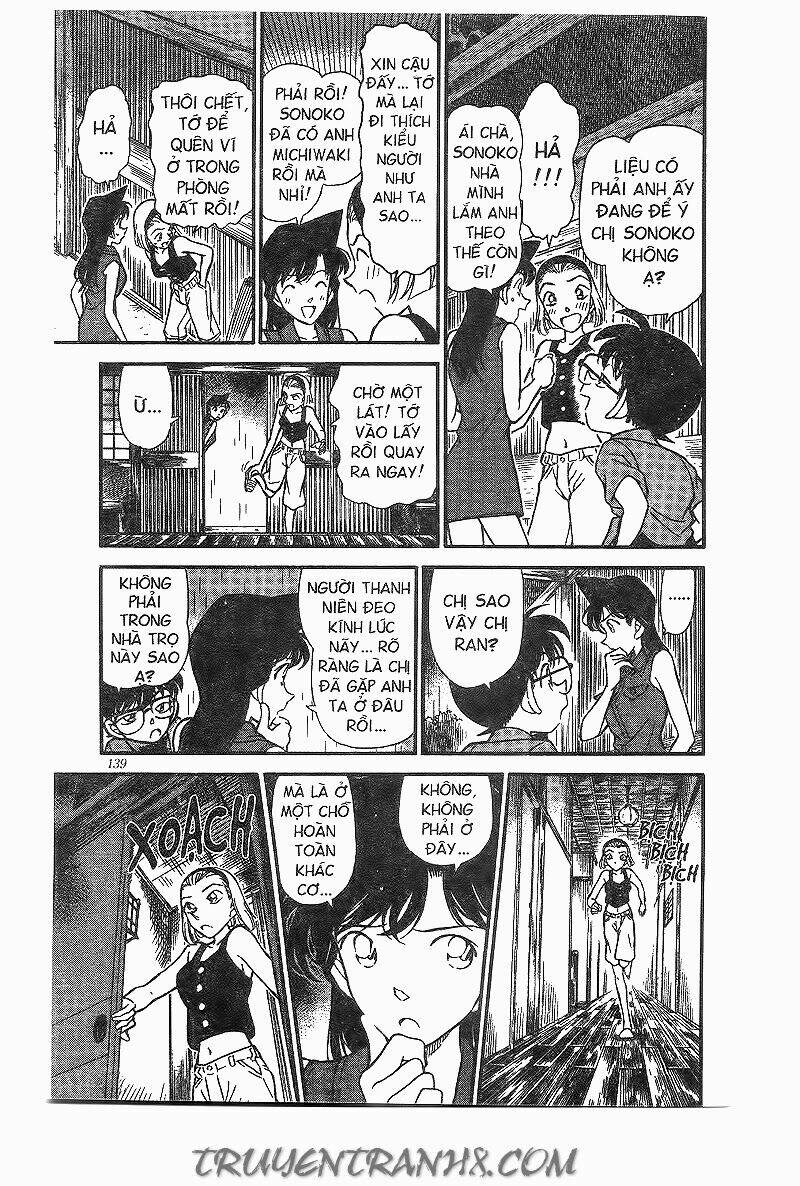 LIỆU CÓ
PHẢI ANH ẤY
ĐANG ĐỂ Ý
CHỊ SONOKO
KHÔNG
Ạ?
HẢ
!!!
ÁI CHÀ,
SONOKO
NHÀ
MÌNH
LẮM ANH
THEO
THẾ CÒN
GÌ!
XIN CẬU
ĐẤY... TỚ
MÀ LẠI
ĐI THÍCH
KIỂU
NGƯỜI
NHƯ
ANH TA
SAO...
PHẢI RỒI!
SONOKO
ĐÃ CÓ ANH
MICHIWAKI
RỒI MÀ
NHỈ!
THÔI CHẾT,
TỚ ĐỂ
QUÊN VÍ
Ở TRONG
PHÒNG
MẤT RỒI!
HẢ
...
CHỜ MỘT
LÁT! TỚ
VÀO LẤY
RỒI QUAY
RA NGAY!
Ừ...
......
CHỊ SAO
VẬY CHỊ
RAN?
NGƯỜI THANH
NIÊN ĐEO
KÍNH LÚC
NÃY... RÕ
RÀNG LÀ CHỊ
ĐÃ GẶP ANH
TA Ở ĐÂU
RỒI...
KHÔNG
PHẢI
TRONG
NHÀ TRỌ
NÀY SAO
Ạ?
139
BỊCH
BỊCH
BỊCH
KHÔNG,
KHÔNG
PHẢI Ở
ĐÂY...
MÀ LÀ Ở
MỘT CHỖ
HOÀN
TOÀN
KHÁC
CƠ...
XOẠCH
TRUYENTRANH8.COM